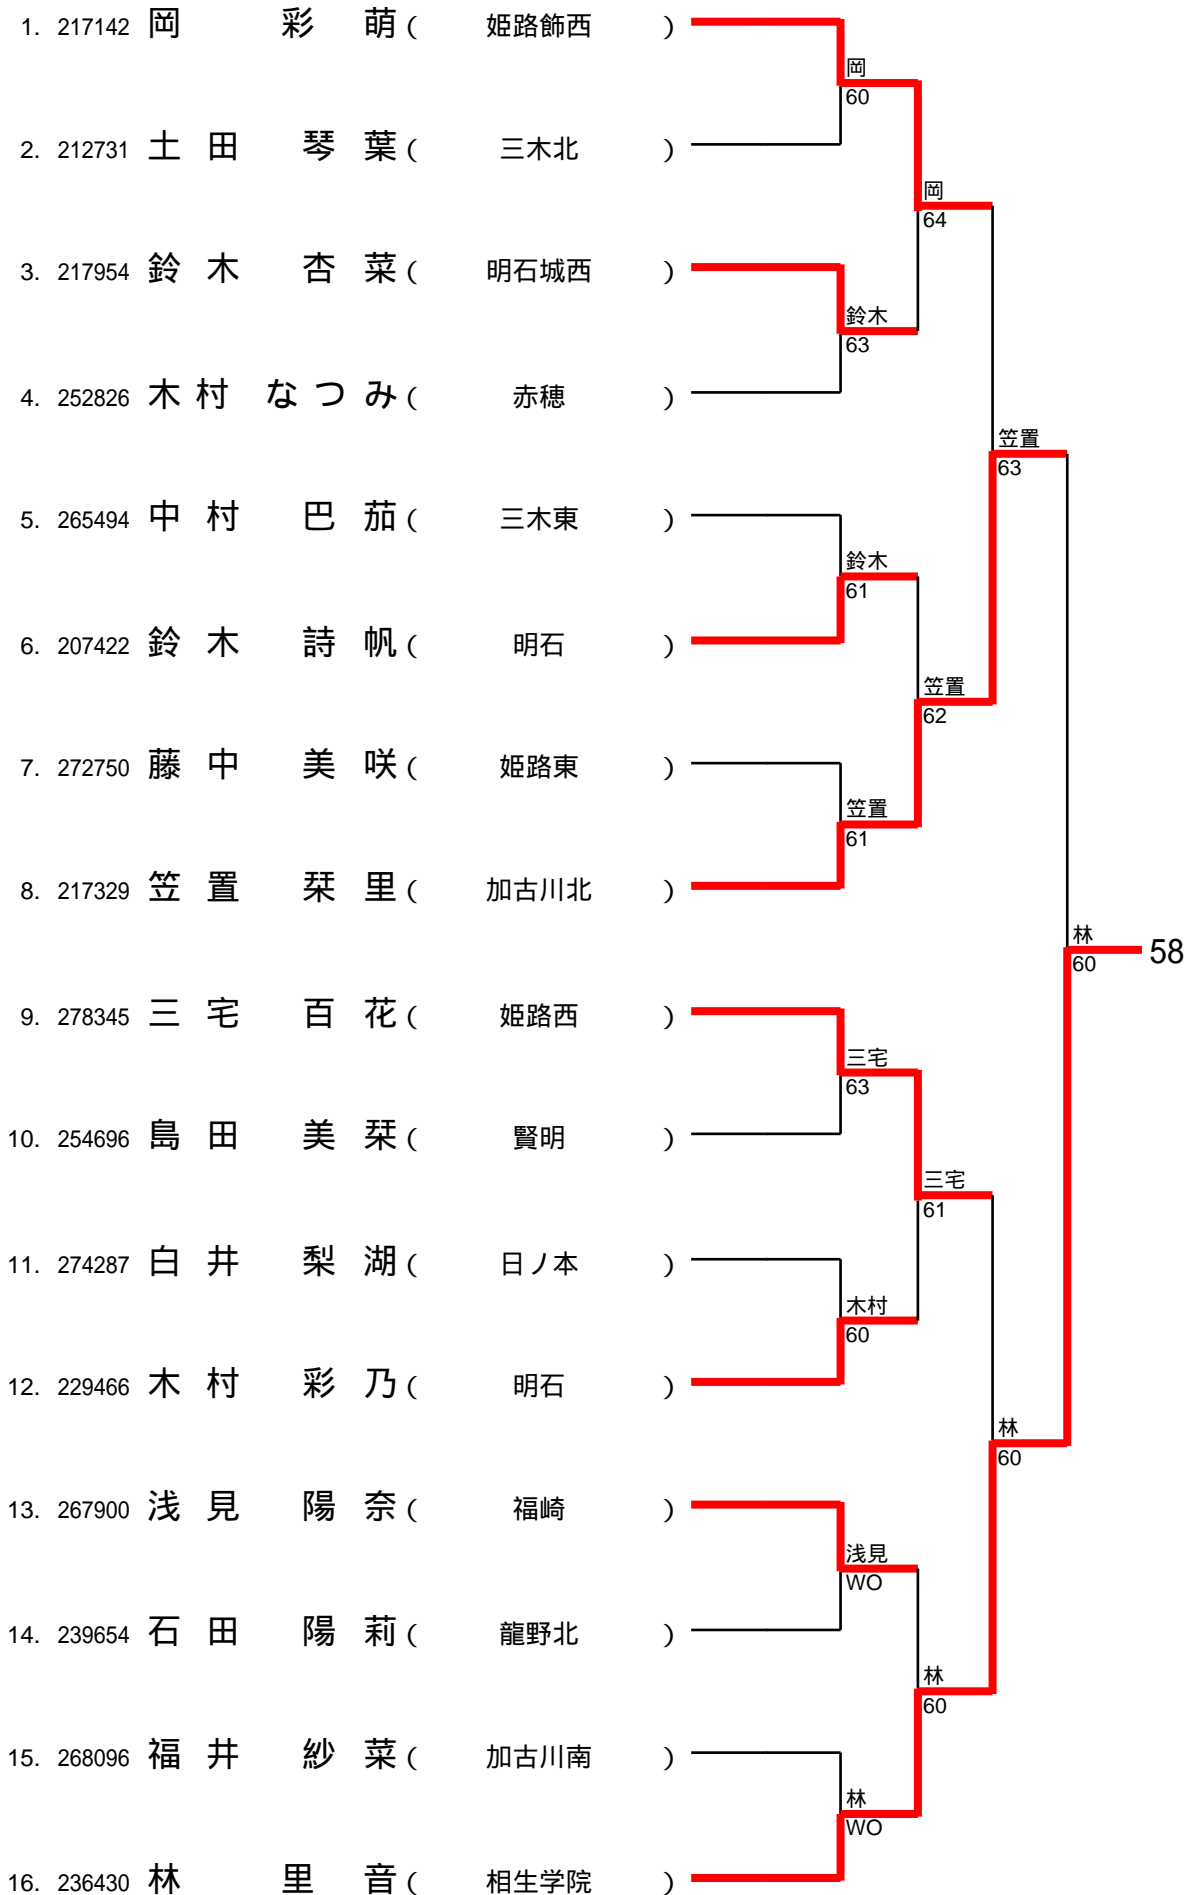 1. 217142 岡 彩 萌 ( 姫路飾西 )
岡
60
2. 212731 土 田 琴 葉 ( 三木北 )
岡
64
3. 217954 鈴 木 杏 菜 ( 明石城西 )
鈴木
63
4. 252826 木 村 な つ み ( 赤穂 )
笠置
63
5. 265494 中 村 巴 茄 ( 三木東 )
鈴木
61
6. 207422 鈴 木 詩 帆 ( 明石 )
笠置
62
7. 272750 藤 中 美 咲 ( 姫路東 )
笠置
61
8. 217329 笠 置 栞 里 ( 加古川北 )
林
60
58
9. 278345 三 宅 百 花 ( 姫路西 )
三宅
63
10. 254696 島 田 美 栞 ( 賢明 )
三宅
61
11. 274287 白 井 梨 湖 ( 日ノ本 )
木村
60
12. 229466 木 村 彩 乃 ( 明石 )
林
60
13. 267900 浅 見 陽 奈 ( 福崎 )
浅見
WO
14. 239654 石 田 陽 莉 ( 龍野北 )
林
60
15. 268096 福 井 紗 菜 ( 加古川南 )
林
WO
16. 236430 林 里 音 ( 相生学院 )